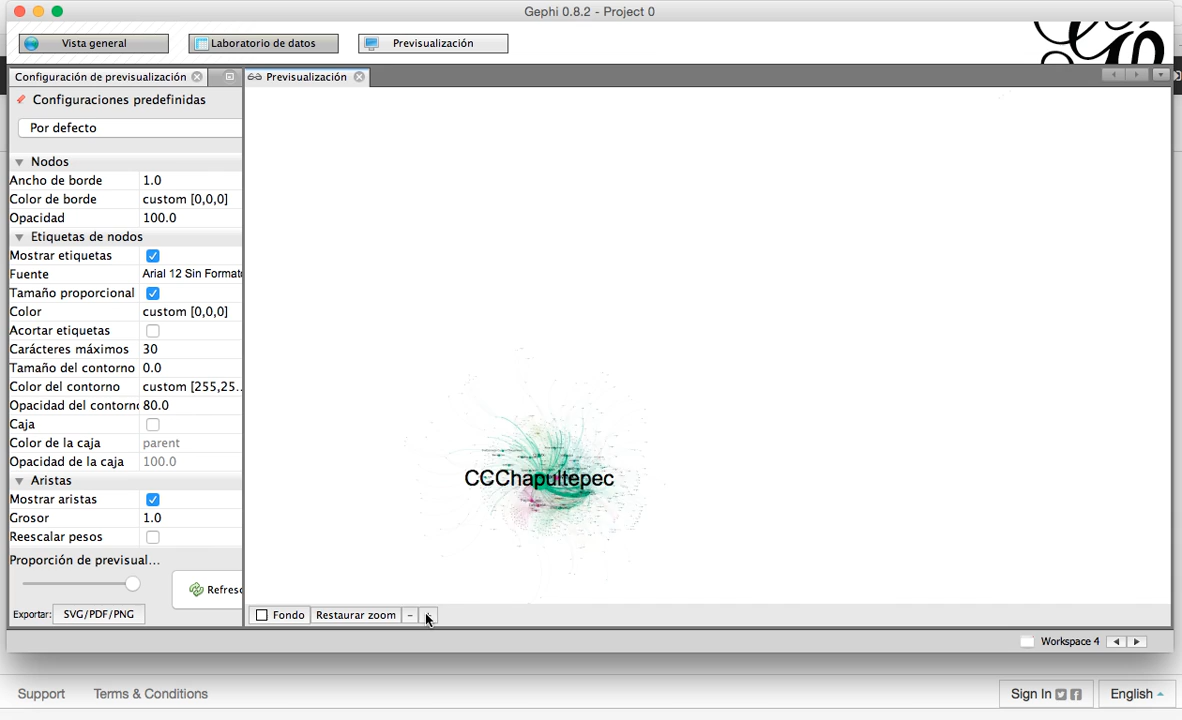 Gephi 0.8.2 - Project 0
Vista general
Laboratorio de datos
Previsualización
Configuración de previsualización
Previsualización
Configuraciones predefinidas
Por defecto
Nodos
Ancho de borde 1.0
Color de borde custom [0,0,0]
Opacidad 100.0
Etiquetas de nodos
Mostrar etiquetas
Fuente Arial 12 Sin Formato
Tamaño proporcional
Color custom [0,0,0]
Acortar etiquetas
Carácteres máximos 30
Tamaño del contorno 0.0
Color del contorno custom [255,25...
Opacidad del contorno 80.0
Caja
Color de la caja parent
Opacidad de la caja 100.0
Aristas
Mostrar aristas
Grosor 1.0
Reescalar pesos
Proporción de previsual...
Refresc
Exportar: SVG/PDF/PNG
CCChapultepec
Fondo
Restaurar zoom
-
Workspace 4
Support
Terms & Conditions
Sign In
English